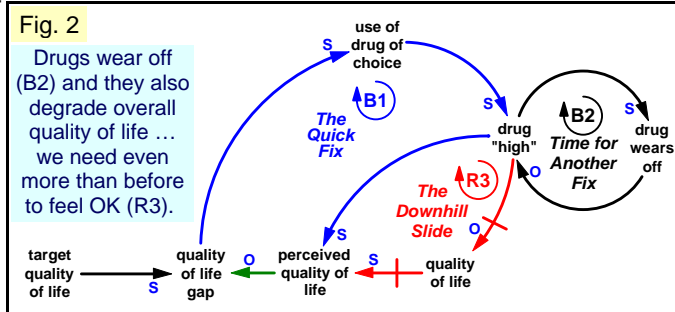 Fig. 2
Drugs wear off
(B2) and they also
degrade overall
quality of life …
we need even
more than before
to feel OK (R3).
use of
drug of
choice
S
B1
The
Quick
Fix
S
drug
"high"
B2
Time for
Another
Fix
S
drug
wears
off
O
R3
The
Downhill
Slide
O
S
target
quality
of life
S
quality
of life
gap
O
perceived
quality of
life
S
quality
of life